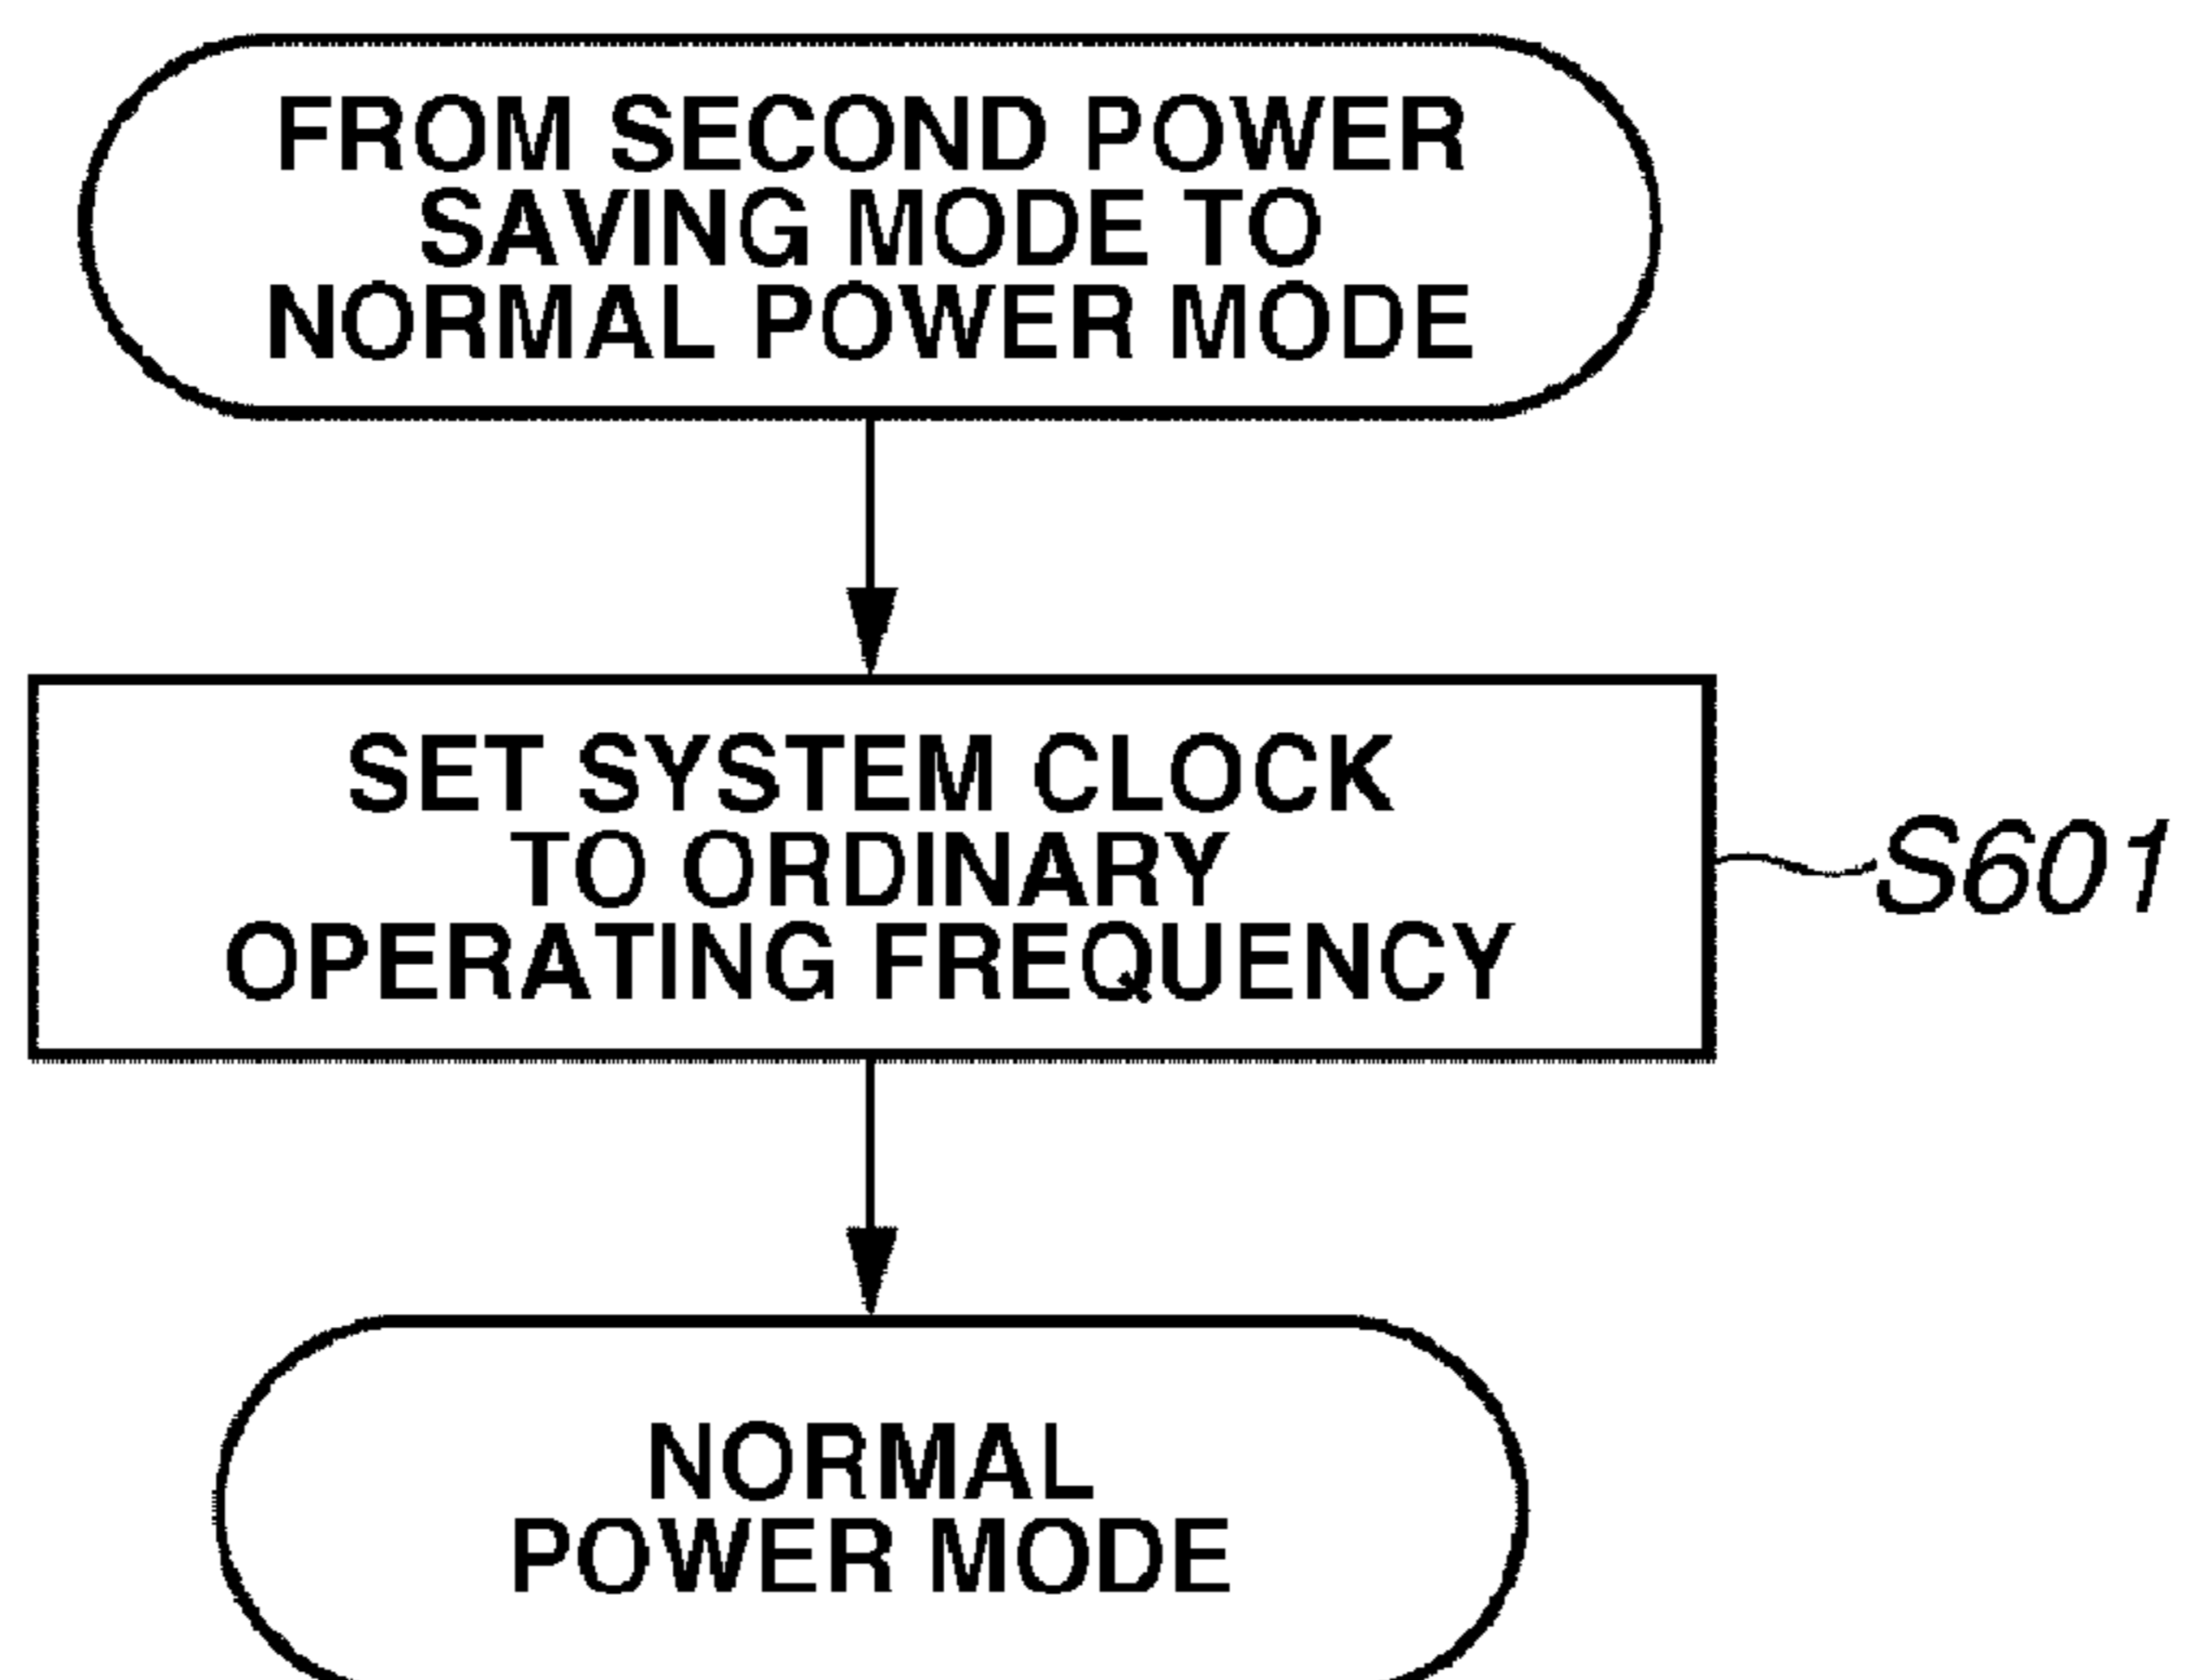 FROM SECOND POWER
SAVING MODE TO
NORMAL POWER MODE
SET SYSTEM CLOCK
TO ORDINARY
OPERATING FREQUENCY
S601
NORMAL
POWER MODE